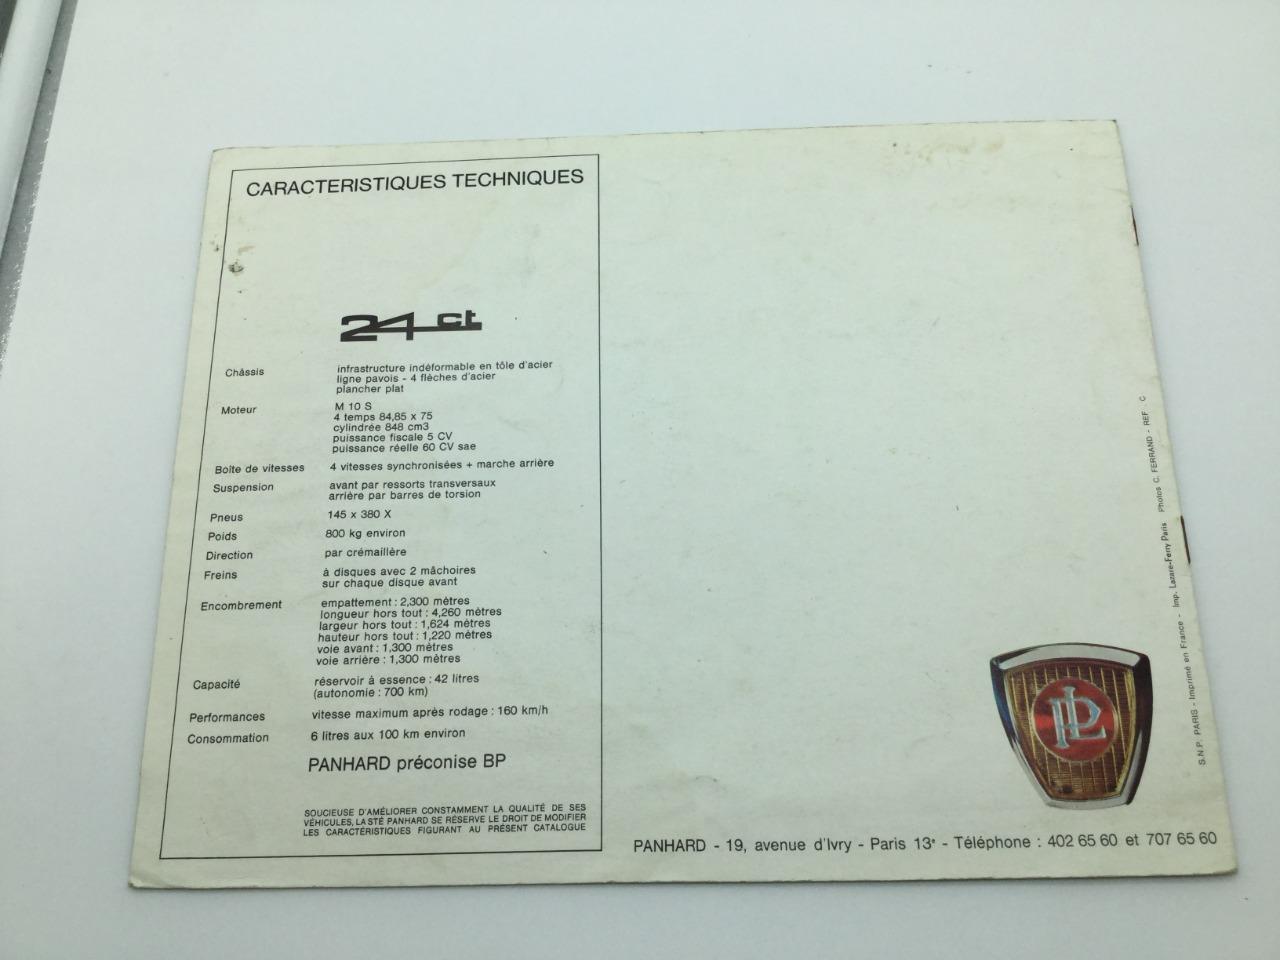 CARACTERISTIQUES TECHNIQUES
24 ct
Châssis infrastructure indéformable en tôle d'acier
ligne pavois - 4 flèches d'acier
plancher plat
Moteur M 10 S
4 temps 84,85 x 75
cylindrée 848 cm3
puissance fiscale 5 CV
puissance réelle 60 CV sae
Boîte de vitesses 4 vitesses synchronisées + marche arrière
Suspension avant par ressorts transversaux
arrière par barres de torsion
Pneus 145 x 380 X
Poids 800 kg environ
Direction par crémaillère
Freins à disques avec 2 mâchoires
sur chaque disque avant
Encombrement empattement : 2,300 mètres
longueur hors tout : 4,260 mètres
largeur hors tout : 1,624 mètres
hauteur hors tout : 1,220 mètres
voie avant : 1,300 mètres
voie arrière : 1,300 mètres
Capacité réservoir à essence : 42 litres
(autonomie : 700 km)
Performances vitesse maximum après rodage : 160 km/h
Consommation 6 litres aux 100 km environ
PANHARD préconise BP
SOUCIEUSE D'AMÉLIORER CONSTAMMENT LA QUALITÉ DE SES
VÉHICULES, LA STÉ PANHARD SE RÉSERVE LE DROIT DE MODIFIER
LES CARACTÉRISTIQUES FIGURANT AU PRÉSENT CATALOGUE
PL
PANHARD - 19, avenue d'Ivry - Paris 13e - Téléphone : 402 65 60 et 707 65 60
S.N.P. PARIS - Imprimé en France - Imp. Lazare-Ferry Paris Photos C. FERRAND - REF C